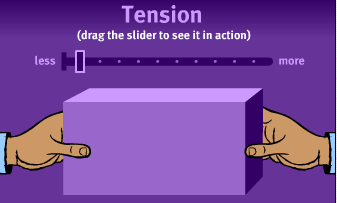 Tension
(drag the slider to see it in action)
less more